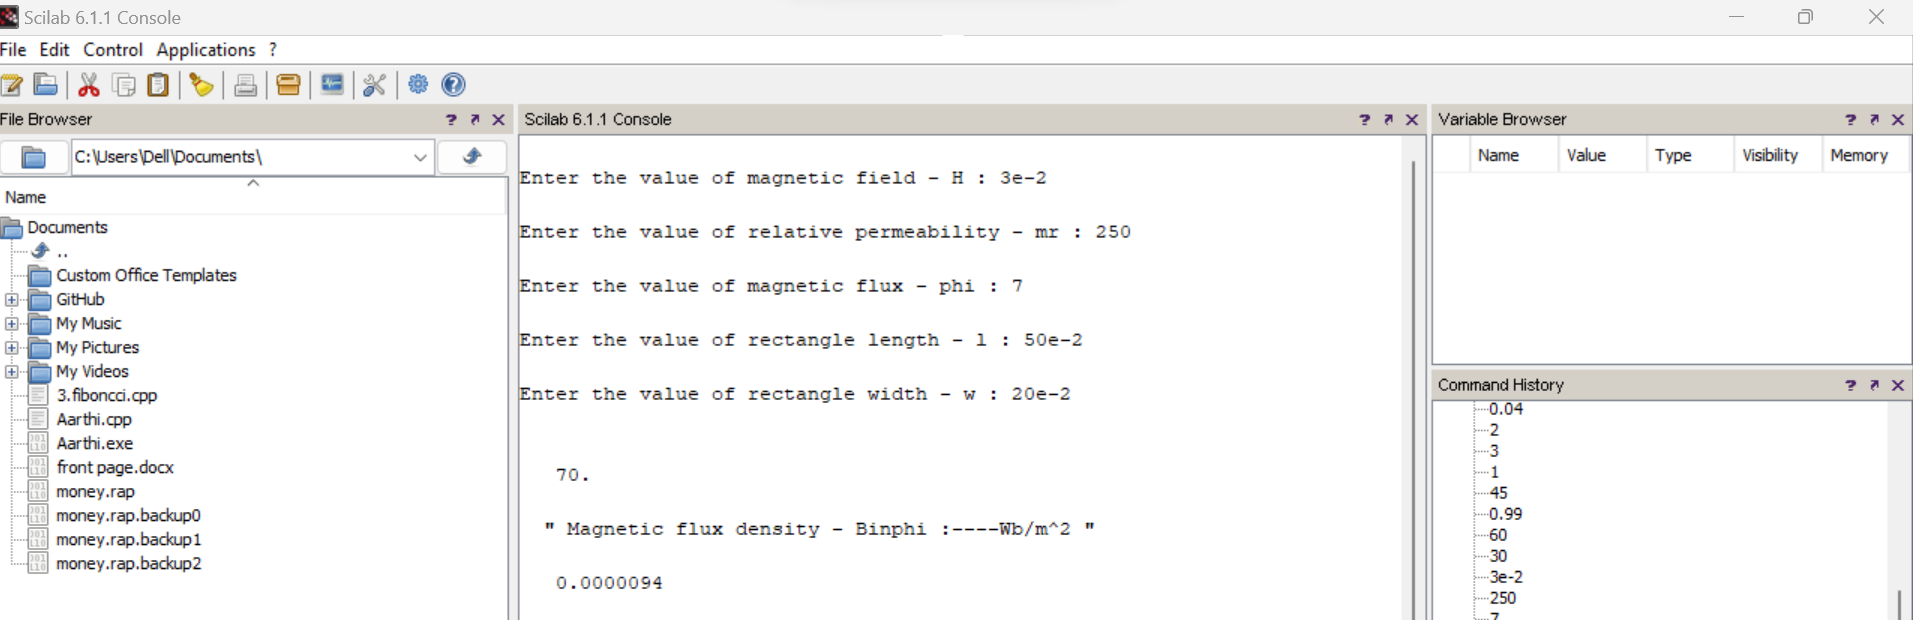 Scilab 6.1.1 Console
File Edit Control Applications ?
File Browser ?
C:\Users\Dell\Documents\
Name
Documents
..
Custom Office Templates
GitHub
My Music
My Pictures
My Videos
3.fiboncci.cpp
Aarthi.cpp
Aarthi.exe
front page.docx
money.rap
money.rap.backup0
money.rap.backup1
money.rap.backup2
Scilab 6.1.1 Console ?
Enter the value of magnetic field - H : 3e-2
Enter the value of relative permeability - mr : 250
Enter the value of magnetic flux - phi : 7
Enter the value of rectangle length - l : 50e-2
Enter the value of rectangle width - w : 20e-2
70.
" Magnetic flux density - Binphi :----Wb/m^2 "
0.0000094
Variable Browser ?
Name Value Type Visibility Memory
Command History ?
0.04
2
3
1
45
0.99
60
30
3e-2
250
7